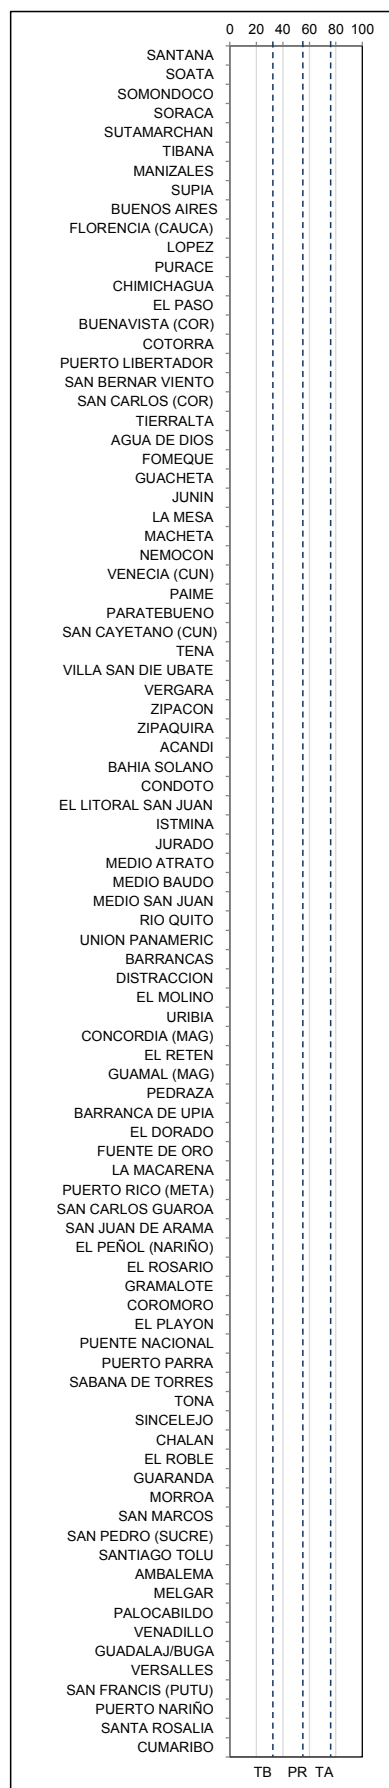 0 20 40 60 80 100
SANTANA
SOATA
SOMONDOCO
SORACA
SUTAMARCHAN
TIBANA
MANIZALES
SUPIA
BUENOS AIRES
FLORENCIA (CAUCA)
LOPEZ
PURACE
CHIMICHAGUA
EL PASO
BUENAVISTA (COR)
COTORRA
PUERTO LIBERTADOR
SAN BERNAR VIENTO
SAN CARLOS (COR)
TIERRALTA
AGUA DE DIOS
FOMEQUE
GUACHETA
JUNIN
LA MESA
MACHETA
NEMOCON
VENECIA (CUN)
PAIME
PARATEBUENO
SAN CAYETANO (CUN)
TENA
VILLA SAN DIE UBATE
VERGARA
ZIPACON
ZIPAQUIRA
ACANDI
BAHIA SOLANO
CONDOTO
EL LITORAL SAN JUAN
ISTMINA
JURADO
MEDIO ATRATO
MEDIO BAUDO
MEDIO SAN JUAN
RIO QUITO
UNION PANAMERIC
BARRANCAS
DISTRACCION
EL MOLINO
URIBIA
CONCORDIA (MAG)
EL RETEN
GUAMAL (MAG)
PEDRAZA
BARRANCA DE UPIA
EL DORADO
FUENTE DE ORO
LA MACARENA
PUERTO RICO (META)
SAN CARLOS GUAROA
SAN JUAN DE ARAMA
EL PEÑOL (NARIÑO)
EL ROSARIO
GRAMALOTE
COROMORO
EL PLAYON
PUENTE NACIONAL
PUERTO PARRA
SABANA DE TORRES
TONA
SINCELEJO
CHALAN
EL ROBLE
GUARANDA
MORROA
SAN MARCOS
SAN PEDRO (SUCRE)
SANTIAGO TOLU
AMBALEMA
MELGAR
PALOCABILDO
VENADILLO
GUADALAJ/BUGA
VERSALLES
SAN FRANCIS (PUTU)
PUERTO NARIÑO
SANTA ROSALIA
CUMARIBO
TB PR TA